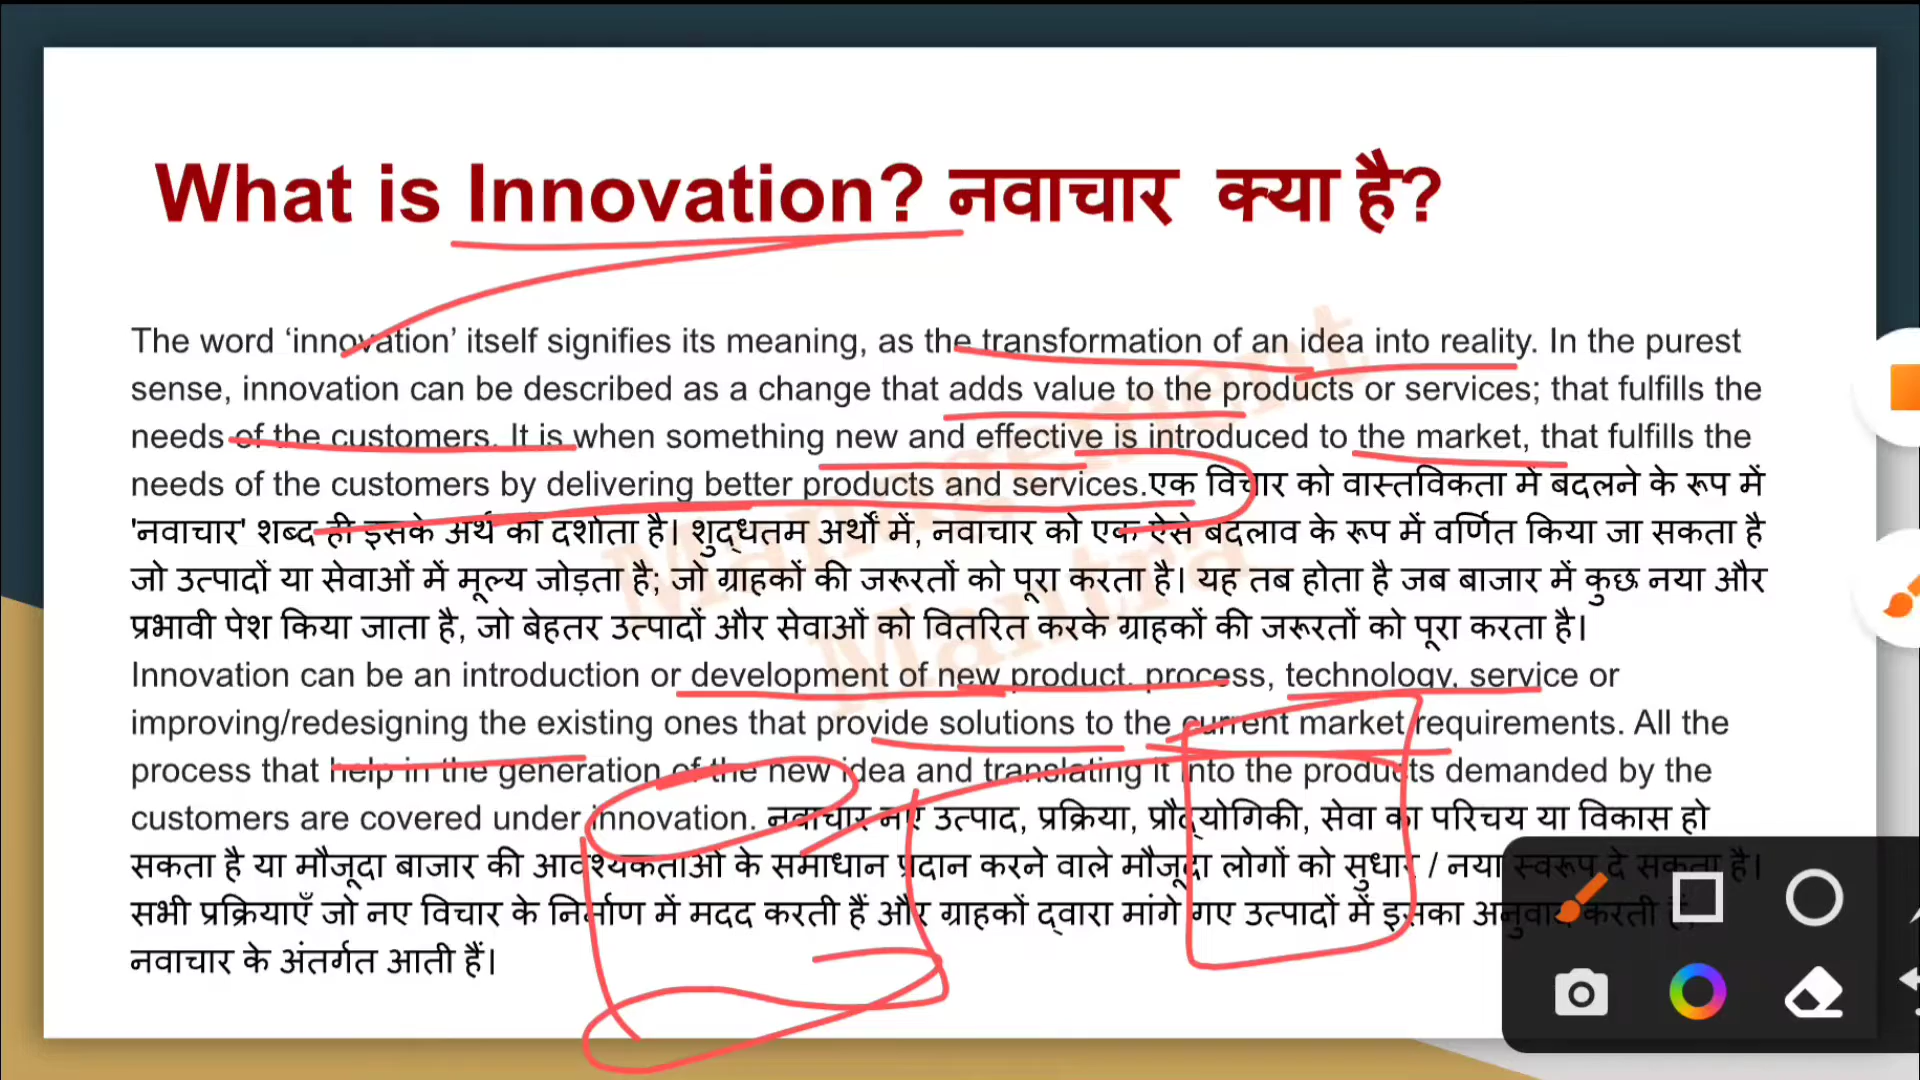 What is Innovation? नवाचार क्या है?
The word ‘innovation’ itself signifies its meaning, as the transformation of an idea into reality. In the purest
sense, innovation can be described as a change that adds value to the products or services; that fulfills the
needs of the customers. It is when something new and effective is introduced to the market, that fulfills the
needs of the customers by delivering better products and services.एक विचार को वास्तविकता में बदलने के रूप में
'नवाचार' शब्द ही इसके अर्थ को दर्शाता है। शुद्धतम अर्थों में, नवाचार को एक ऐसे बदलाव के रूप में वर्णित किया जा सकता है
जो उत्पादों या सेवाओं में मूल्य जोड़ता है; जो ग्राहकों की जरूरतों को पूरा करता है। यह तब होता है जब बाजार में कुछ नया और
प्रभावी पेश किया जाता है, जो बेहतर उत्पादों और सेवाओं को वितरित करके ग्राहकों की जरूरतों को पूरा करता है।
Innovation can be an introduction or development of new product, process, technology, service or
improving/redesigning the existing ones that provide solutions to the current market requirements. All the
process that help in the generation of the new idea and translating it into the products demanded by the
customers are covered under innovation. नवाचार नए उत्पाद, प्रक्रिया, प्रौद्योगिकी, सेवा का परिचय या विकास हो
सकता है या मौजूदा बाजार की आवश्यकताओं के समाधान प्रदान करने वाले मौजूदा लोगों को सुधार / नया स्वरूप दे सकता है।
सभी प्रक्रियाएँ जो नए विचार के निर्माण में मदद करती हैं और ग्राहकों द्वारा मांगे गए उत्पादों में इसका अनुवाद करती हैं,
नवाचार के अंतर्गत आती हैं।
Management
Mantra